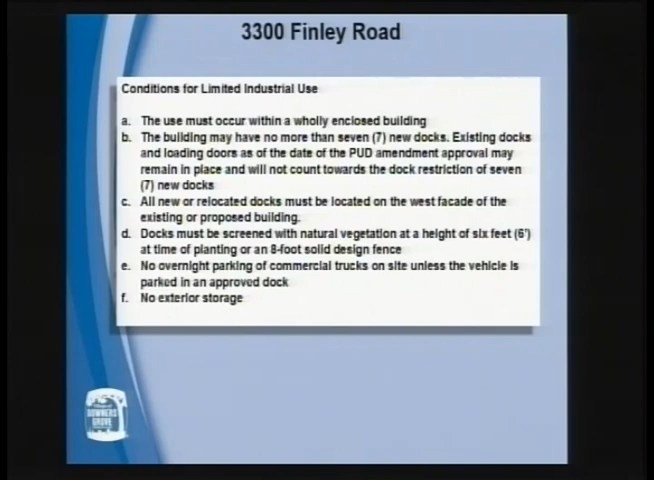 3300 Finley Road
Conditions for Limited Industrial Use
a. The use must occur within a wholly enclosed building
b. The building may have no more than seven (7) new docks. Existing docks
and loading doors as of the date of the PUD amendment approval may
remain in place and will not count towards the dock restriction of seven
(7) new docks
c. All new or relocated docks must be located on the west facade of the
existing or proposed building.
d. Docks must be screened with natural vegetation at a height of six feet (6')
at time of planting or an 8-foot solid design fence
e. No overnight parking of commercial trucks on site unless the vehicle is
parked in an approved dock
f. No exterior storage
DOWNERS
GROVE